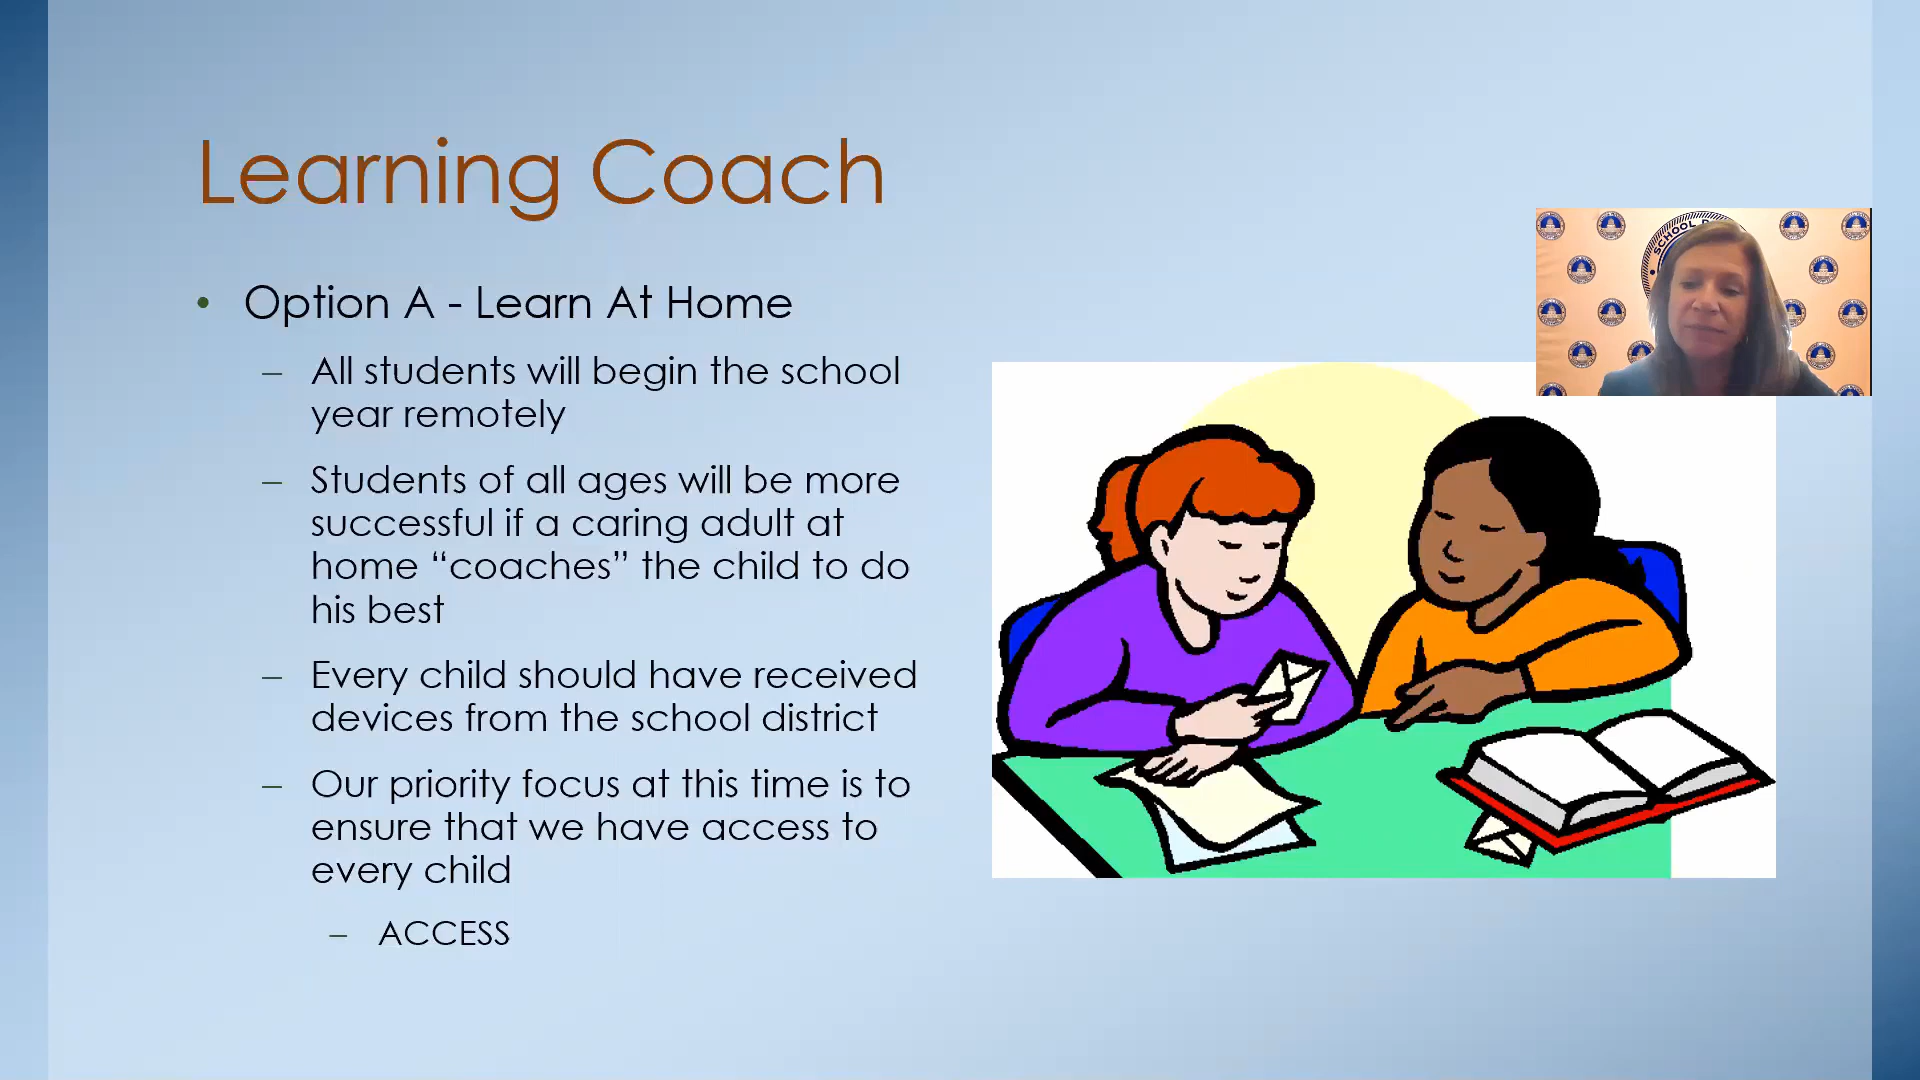 Learning Coach
• Option A - Learn At Home
– All students will begin the school
year remotely
– Students of all ages will be more
successful if a caring adult at
home “coaches” the child to do
his best
– Every child should have received
devices from the school district
– Our priority focus at this time is to
ensure that we have access to
every child
– ACCESS
SCHOOL